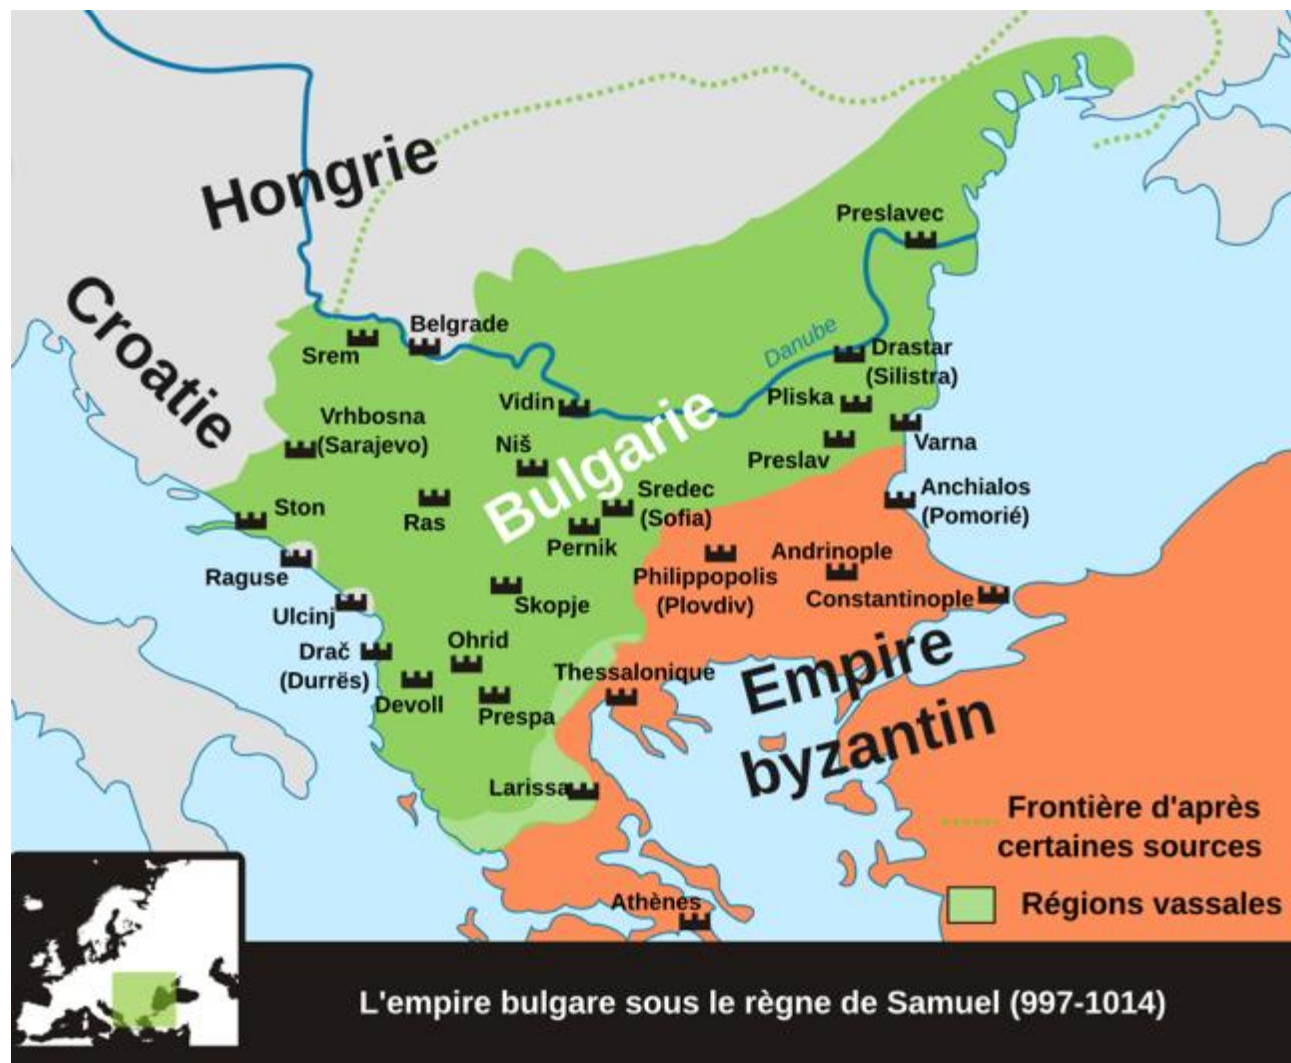 Hongrie
Croatie
Preslavec
Belgrade
Srem
Danube
Drastar
(Silistra)
Vidin
Pliska
Vrhbosna
(Sarajevo)
Niš
Bulgarie
Varna
Preslav
Ston
Ras
Sredec
(Sofia)
Anchialos
(Pomorié)
Pernik
Raguse
Philippopolis
(Plovdiv)
Andrinople
Constantinople
Skopje
Ulcinj
Drač
(Durrës)
Ohrid
Devoll
Prespa
Thessalonique
Empire
byzantin
Larissa
Athènes
Frontière d'après
certaines sources
Régions vassales
L'empire bulgare sous le règne de Samuel (997-1014)